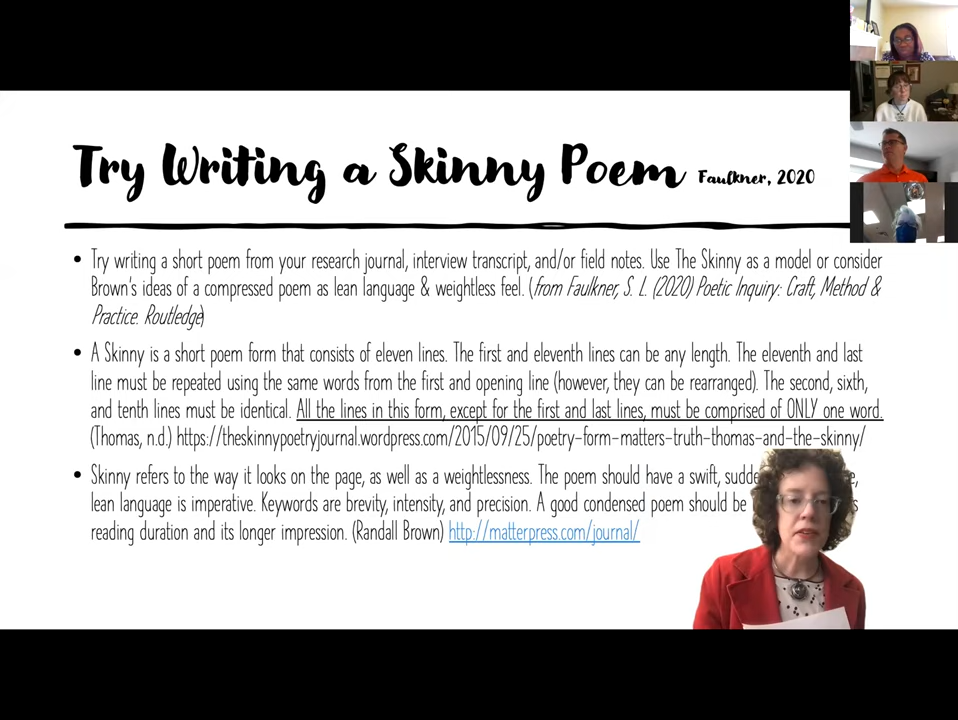 Try Writing a Skinny Poem Faulkner, 2020
• Try writing a short poem from your research journal, interview transcript, and/or field notes. Use The Skinny as a model or consider
Brown's ideas of a compressed poem as lean language & weightless feel. (from Faulkner, S. L. (2020) Poetic Inquiry: Craft, Method &
Practice. Routledge)
• A Skinny is a short poem form that consists of eleven lines. The first and eleventh lines can be any length. The eleventh and last
line must be repeated using the same words from the first and opening line (however, they can be rearranged). The second, sixth,
and tenth lines must be identical. All the lines in this form, except for the first and last lines, must be comprised of ONLY one word.
(Thomas, n.d.) https://theskinnypoetryjournal.wordpress.com/2015/09/25/poetry-form-matters-truth-thomas-and-the-skinny/
• Skinny refers to the way it looks on the page, as well as a weightlessness. The poem should have a swift,
lean language is imperative. Keywords are brevity, intensity, and precision. A good condensed poem should be
reading duration and its longer impression. (Randall Brown) http://matterpress.com/journal/